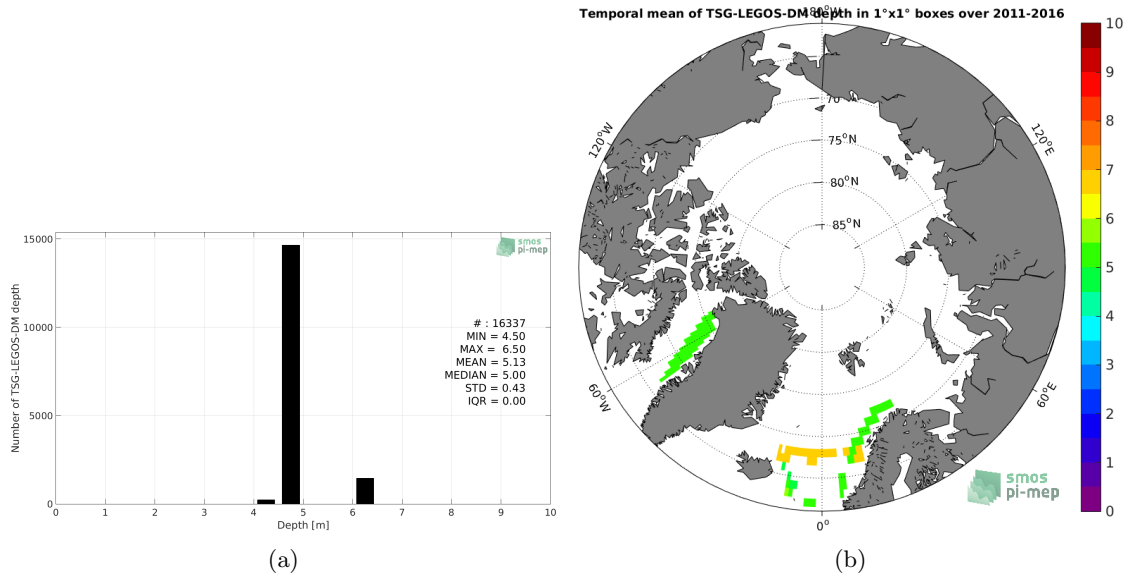 Temporal mean of TSG-LEGOS-DM depth in 1°x1° boxes over 2011-2016
180°W
120°W
120°E
60°W
60°E
0°
70°
75°N
80°N
85°N
10
9
8
7
6
5
4
3
2
1
0
smos
pi-mep
15000
10000
5000
0
Number of TSG-LEGOS-DM depth
smos
pi-mep
# : 16337
MIN = 4.50
MAX = 6.50
MEAN = 5.13
MEDIAN = 5.00
STD = 0.43
IQR = 0.00
0 1 2 3 4 5 6 7 8 9 10
Depth [m]
(a)
(b)